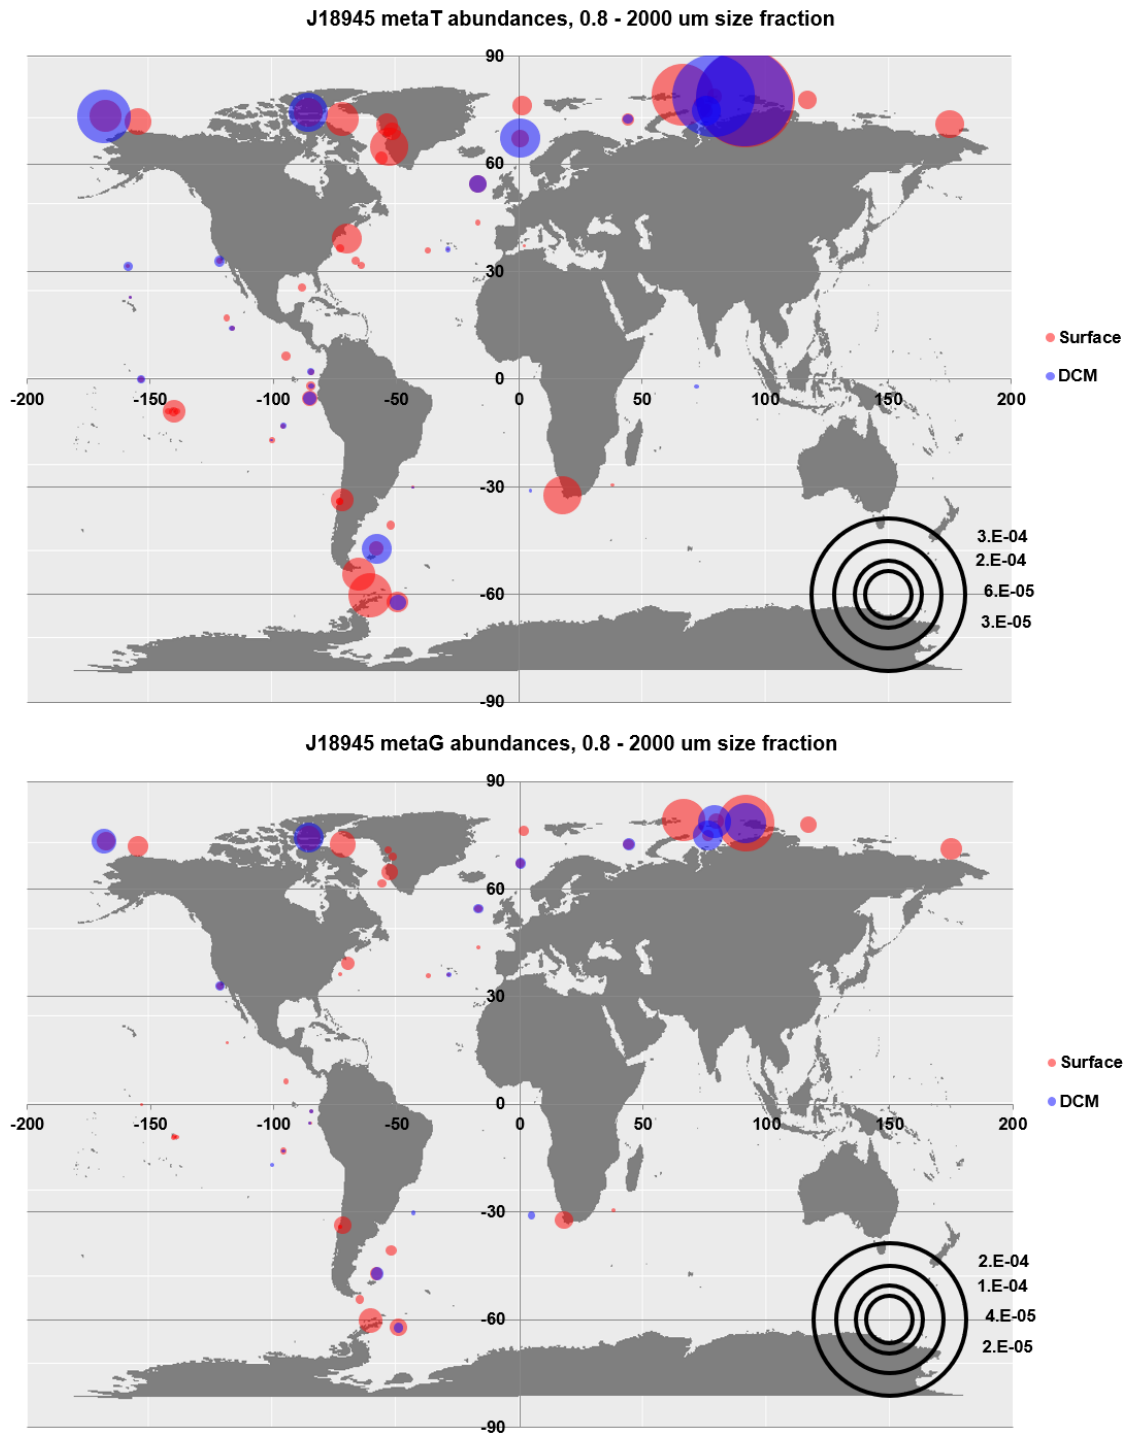 J18945 metaT abundances, 0.8 - 2000 um size fraction
90
60
30
0
-200 -150 -100 -50 0 50 100 150 200
-30
-60
-90
Surface
DCM
3.E-04
2.E-04
6.E-05
3.E-05
J18945 metaG abundances, 0.8 - 2000 um size fraction
90
60
30
0
-200 -150 -100 -50 0 50 100 150 200
-30
-60
-90
Surface
DCM
2.E-04
1.E-04
4.E-05
2.E-05